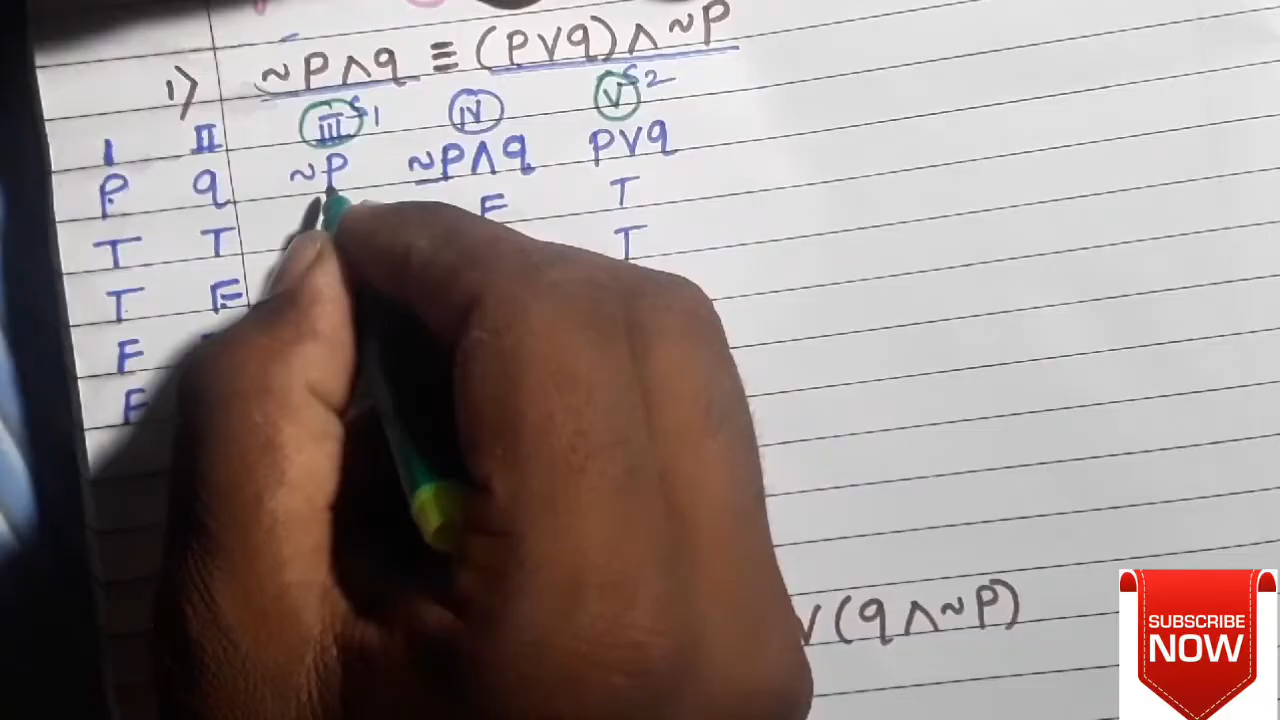 1) ~P∧q ≡ (P∨q)∧~P
I II III S1 IV V S2
P q ~P ~P∧q P∨q
T T F T
T F T
F
F
∨(q∧~P)
SUBSCRIBE
NOW